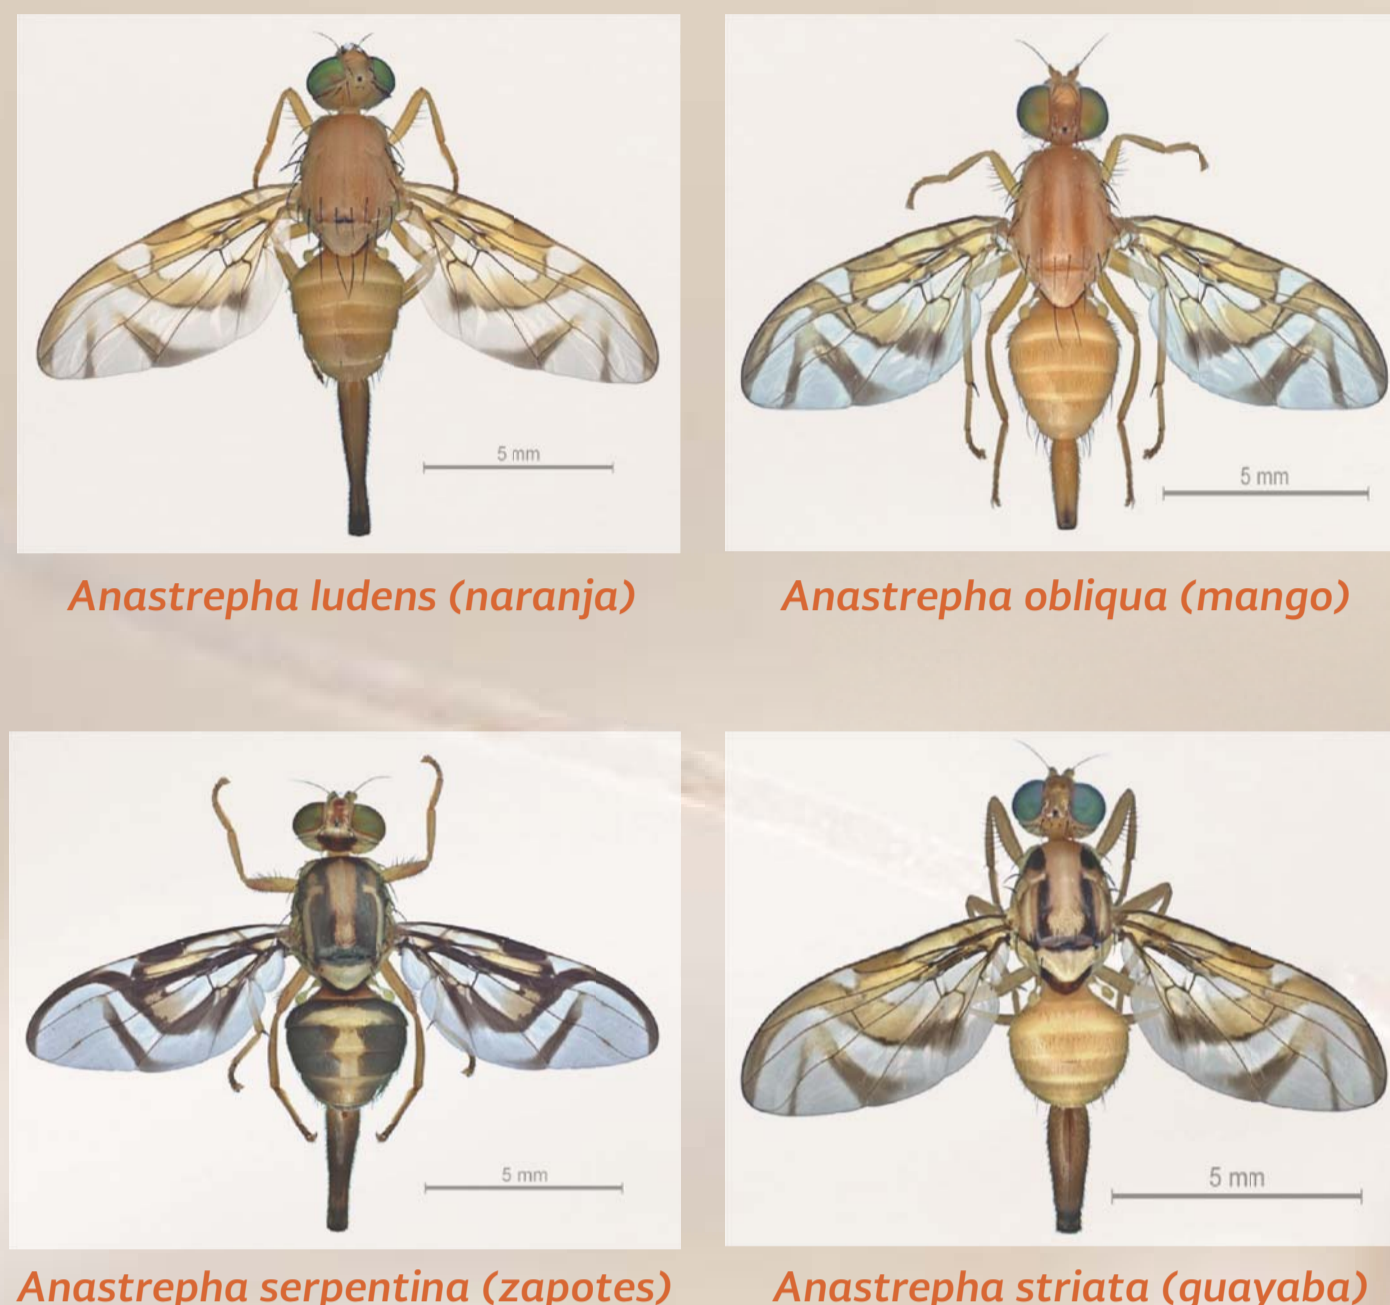 5 mm
5 mm
Anastrepha ludens (naranja)
Anastrepha obliqua (mango)
5 mm
5 mm
Anastrepha serpentina (zapotes)
Anastrepha striata (guayaba)